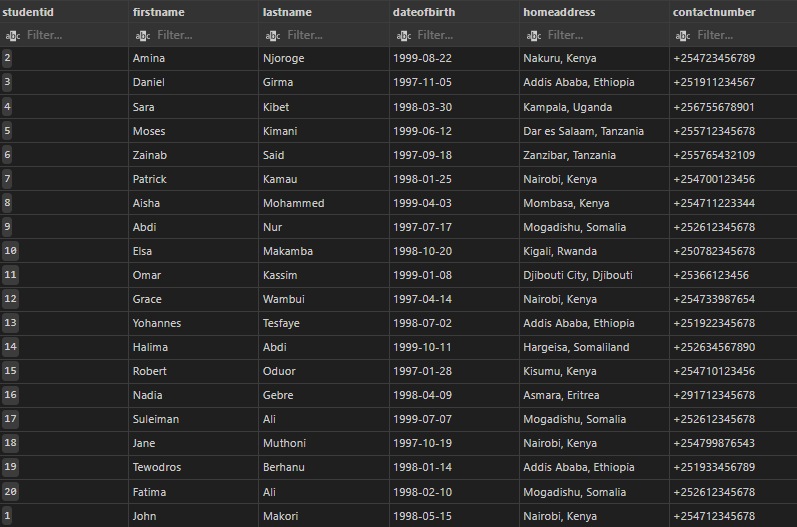 studentid firstname lastname dateofbirth homeaddress contactnumber
abc Filter... abc Filter... abc Filter... abc Filter... abc Filter... abc Filter...
2 Amina Njoroge 1999-08-22 Nakuru, Kenya +254723456789
3 Daniel Girma 1997-11-05 Addis Ababa, Ethiopia +251911234567
4 Sara Kibet 1998-03-30 Kampala, Uganda +256755678901
5 Moses Kimani 1999-06-12 Dar es Salaam, Tanzania +255712345678
6 Zainab Said 1997-09-18 Zanzibar, Tanzania +255765432109
7 Patrick Kamau 1998-01-25 Nairobi, Kenya +254700123456
8 Aisha Mohammed 1999-04-03 Mombasa, Kenya +254711223344
9 Abdi Nur 1997-07-17 Mogadishu, Somalia +252612345678
10 Elsa Makamba 1998-10-20 Kigali, Rwanda +250782345678
11 Omar Kassim 1999-01-08 Djibouti City, Djibouti +25366123456
12 Grace Wambui 1997-04-14 Nairobi, Kenya +254733987654
13 Yohannes Tesfaye 1998-07-02 Addis Ababa, Ethiopia +251922345678
14 Halima Abdi 1999-10-11 Hargeisa, Somaliland +252634567890
15 Robert Oduor 1997-01-28 Kisumu, Kenya +254710123456
16 Nadia Gebre 1998-04-09 Asmara, Eritrea +291712345678
17 Suleiman Ali 1999-07-07 Mogadishu, Somalia +252612345678
18 Jane Muthoni 1997-10-19 Nairobi, Kenya +254799876543
19 Tewodros Berhanu 1998-01-14 Addis Ababa, Ethiopia +251933456789
20 Fatima Ali 1998-02-10 Mogadishu, Somalia +252612345678
1 John Makori 1998-05-15 Nairobi, Kenya +254712345678